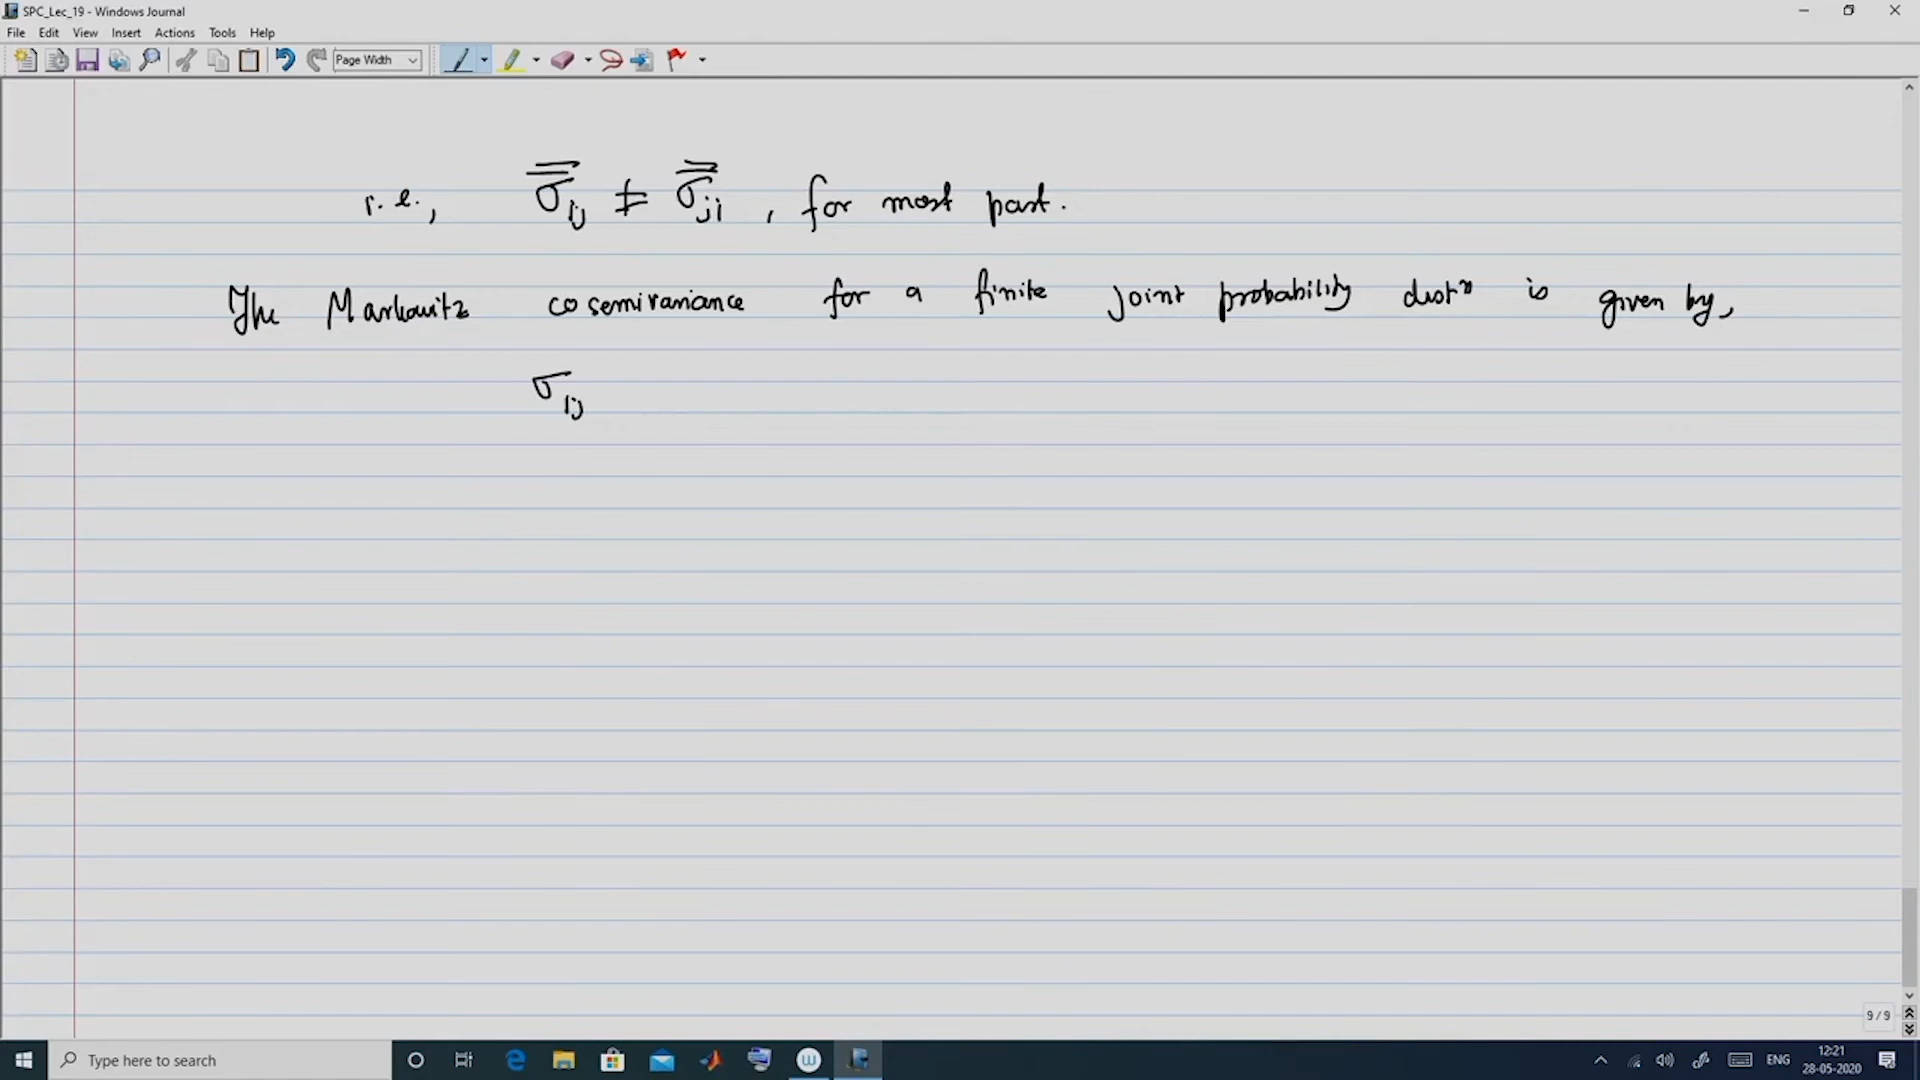 SPC_Lec_19 - Windows Journal
File Edit View Insert Actions Tools Help
Page Width
i.e., σ̿ij ≠ σ̿ji , for most part.
The Markowitz cosemivariance for a finite joint probability distⁿ is given by,
σij
9 / 9
Type here to search
ENG
12:21
28-05-2020